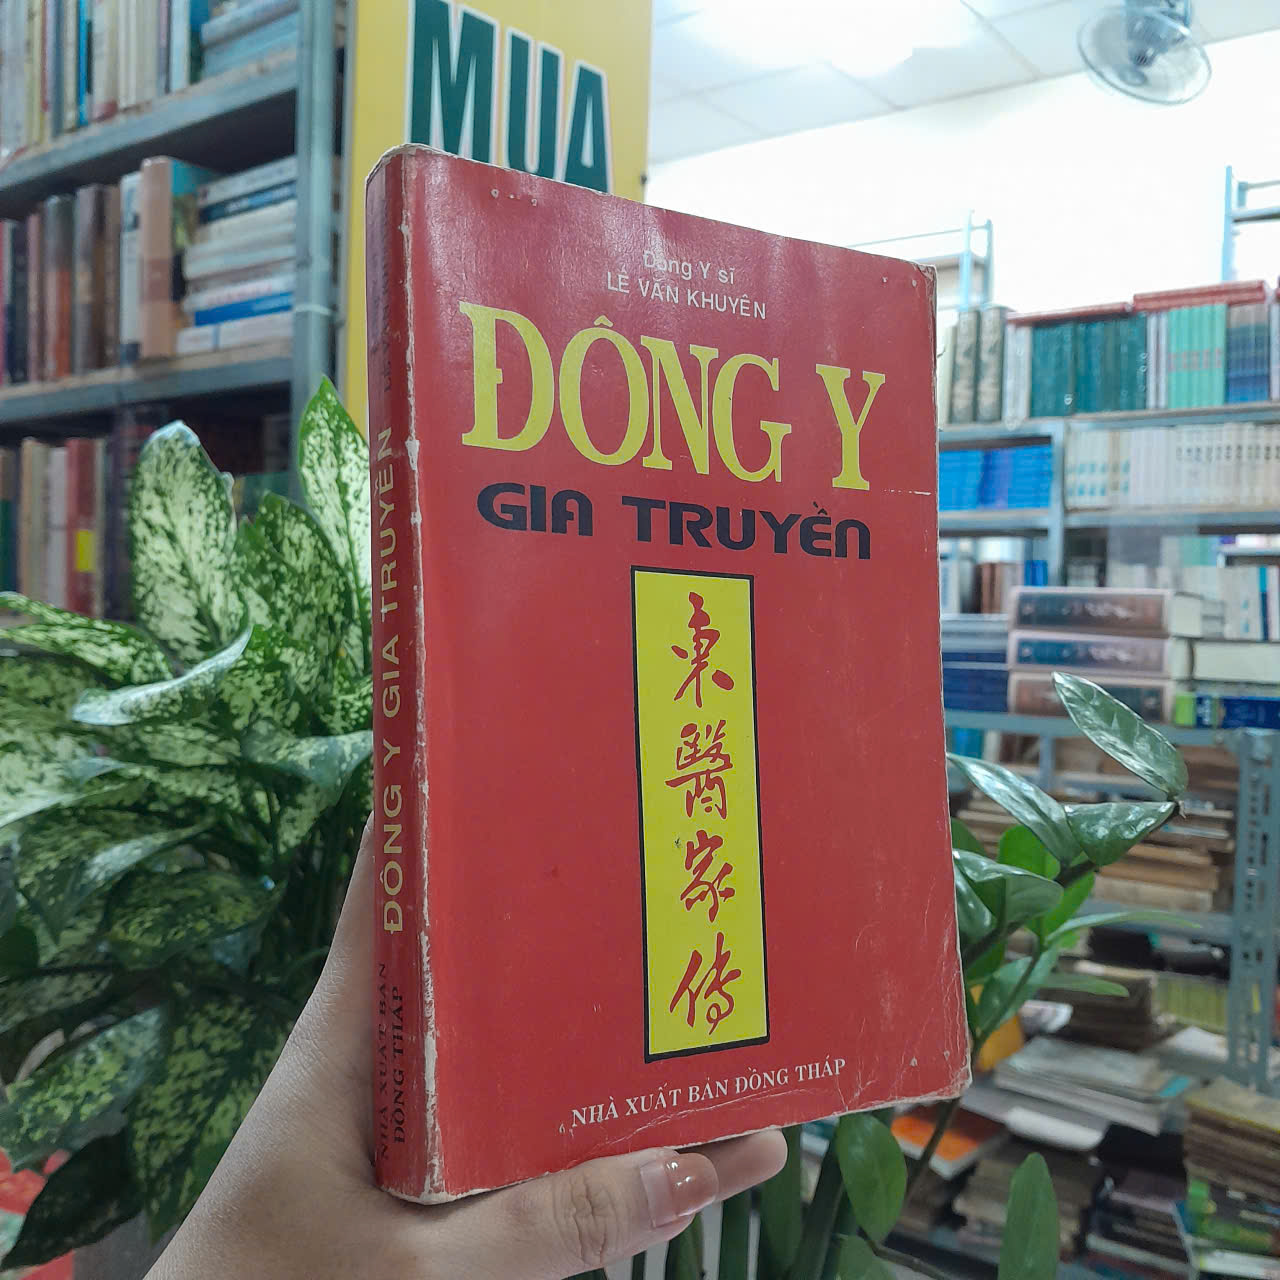 MUA
Đông Y sĩ
LÊ VĂN KHUYÊN
ĐÔNG Y
GIA TRUYỀN
東
醫
家
傳
NHÀ XUẤT BẢN ĐỒNG THÁP
ĐÔNG Y GIA TRUYỀN
NHÀ XUẤT BẢN
ĐỒNG THÁP